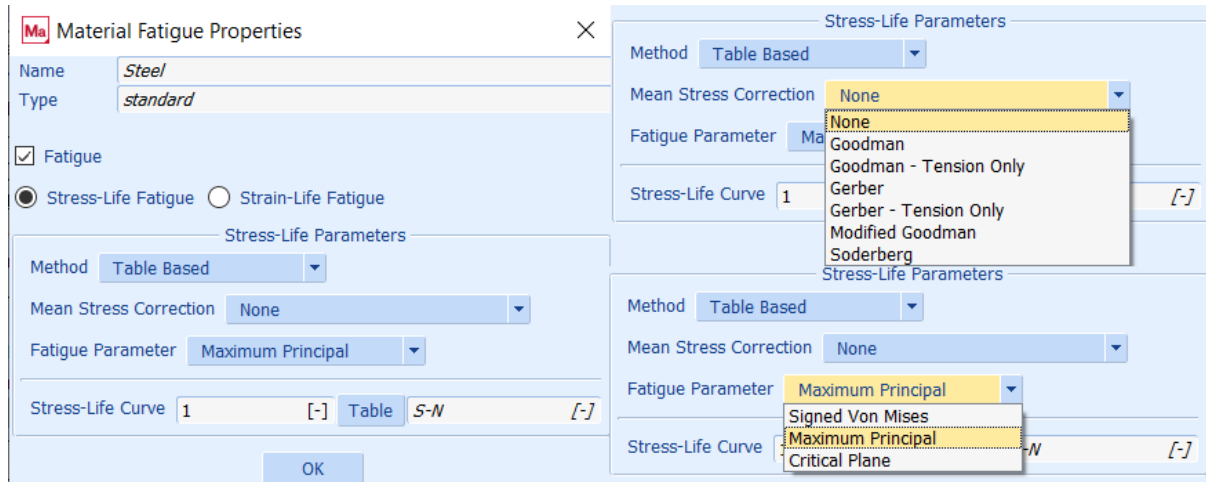 Ma Material Fatigue Properties
Name Steel
Type standard
Fatigue
Stress-Life Fatigue Strain-Life Fatigue
Stress-Life Parameters
Method Table Based
Mean Stress Correction None
Fatigue Parameter Maximum Principal
Stress-Life Curve 1 [-] Table S-N [-]
OK
Stress-Life Parameters
Method Table Based
Mean Stress Correction None
None
Goodman
Fatigue Parameter Ma
Goodman - Tension Only
Gerber
Stress-Life Curve 1 [-]
Gerber - Tension Only
Modified Goodman
Soderberg
Stress-Life Parameters
Method Table Based
Mean Stress Correction None
Fatigue Parameter Maximum Principal
Signed Von Mises
Maximum Principal
Stress-Life Curve -N [-]
Critical Plane